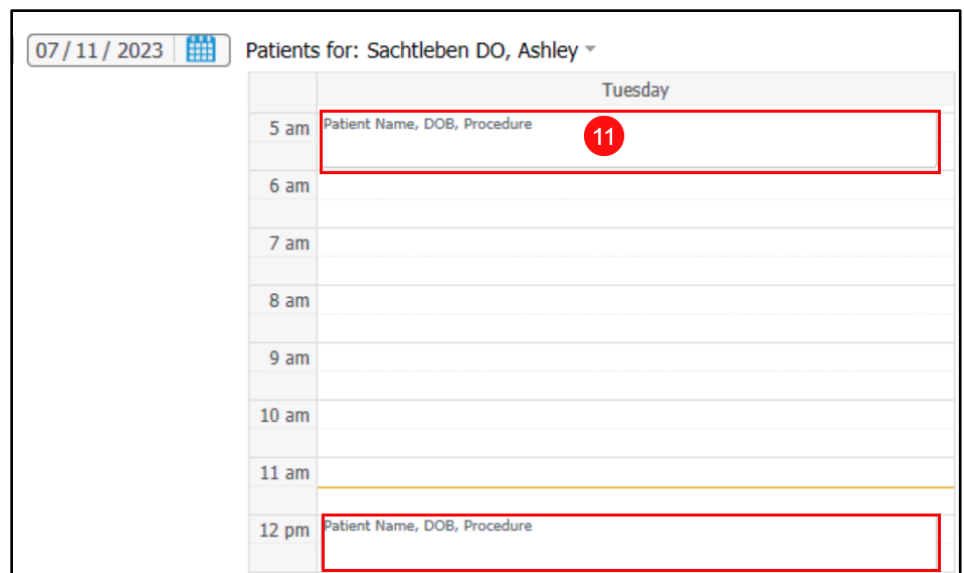 07 / 11 / 2023 Patients for: Sachtleben DO, Ashley
Tuesday
5 am Patient Name, DOB, Procedure 11
6 am
7 am
8 am
9 am
10 am
11 am
12 pm Patient Name, DOB, Procedure